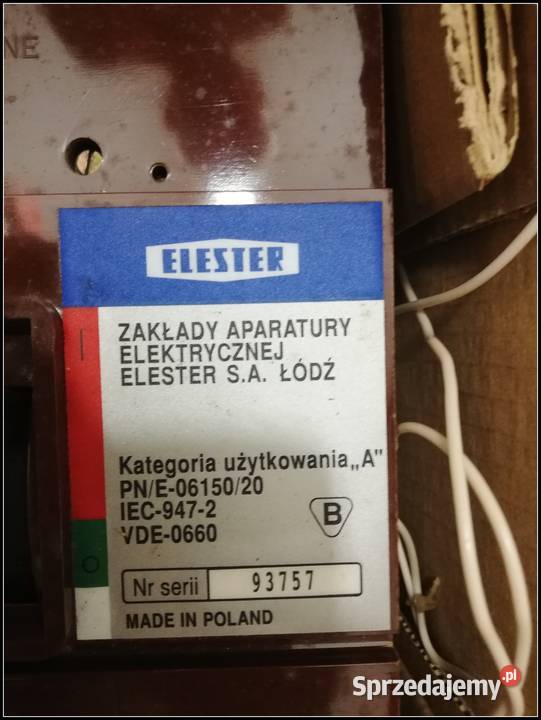 NE
ELESTER
ZAKŁADY APARATURY
ELEKTRYCZNEJ
ELESTER S.A. ŁÓDŹ
Kategoria użytkowania„A"
PN/E-06150/20
IEC-947-2
VDE-0660
B
Nr serii 93757
MADE IN POLAND
I
O
Sprzedajemy.pl